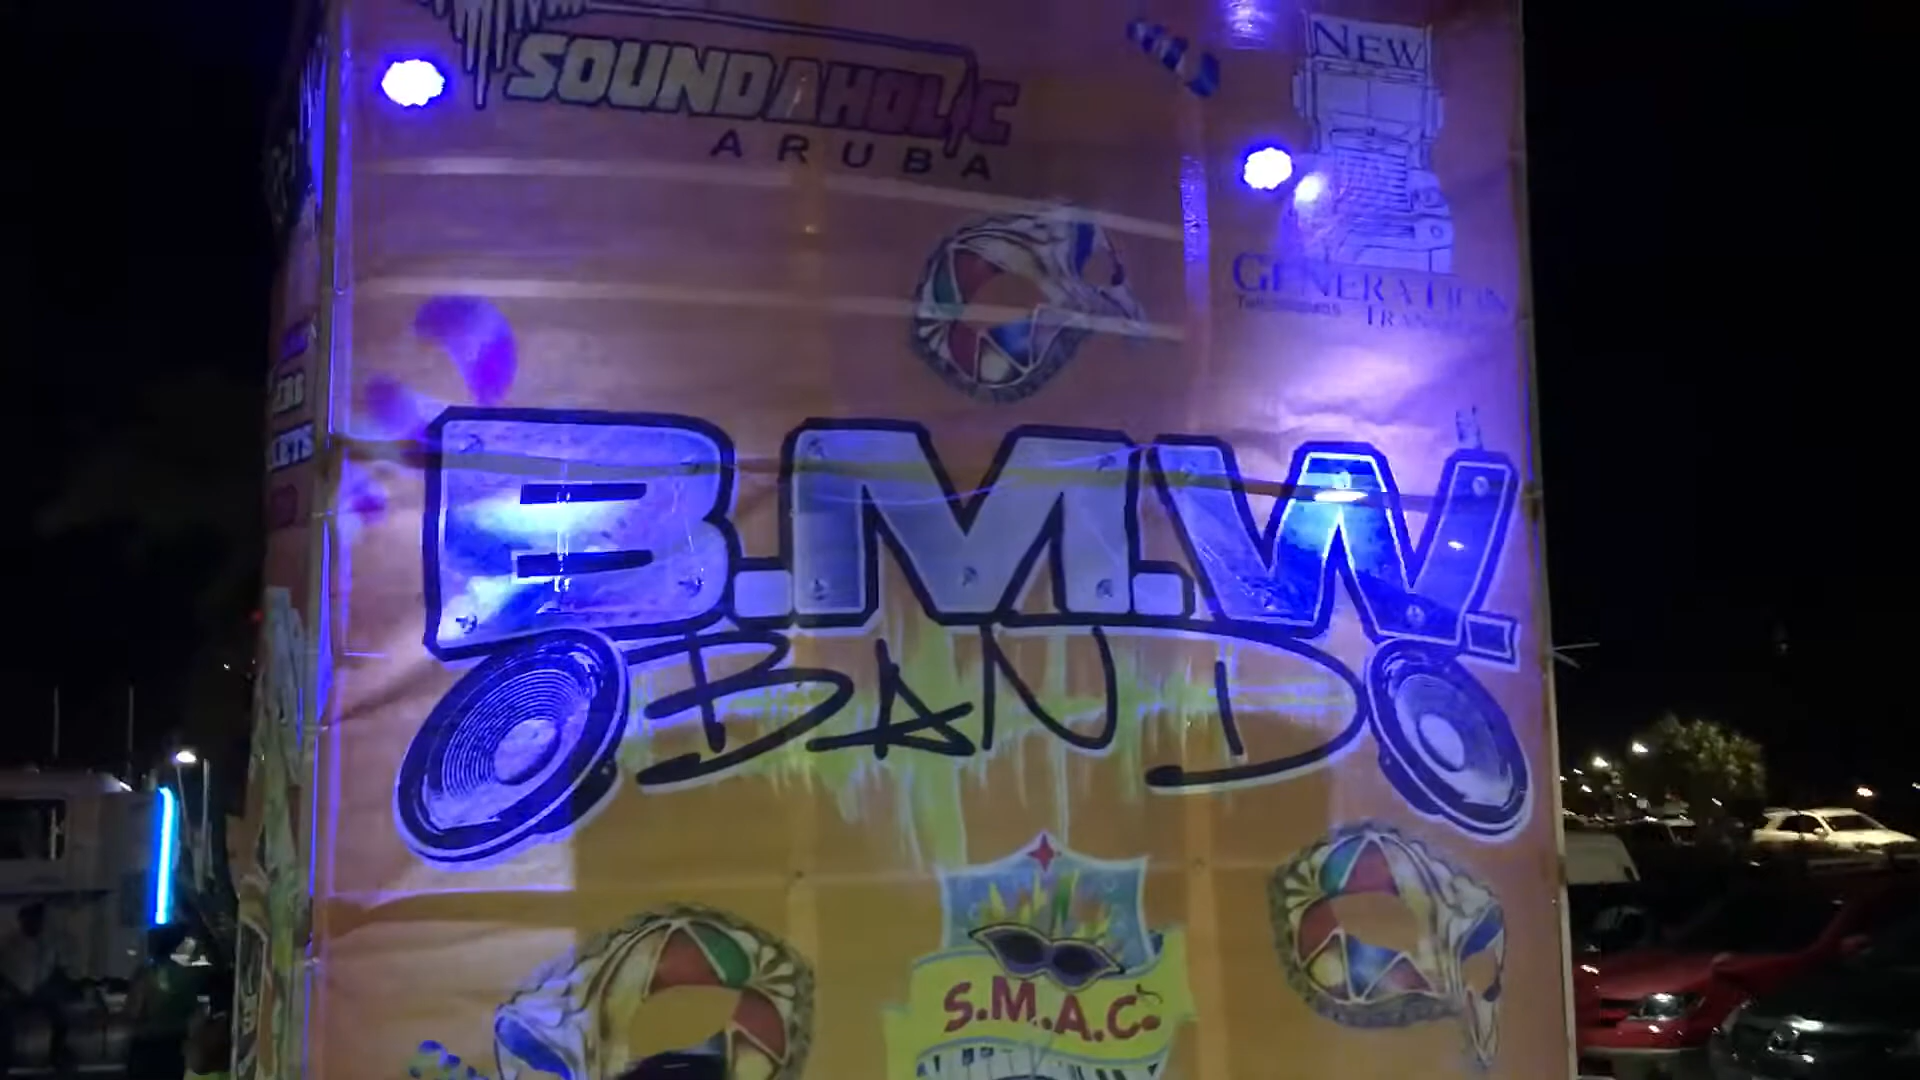 SOUNDAHOLIC
ARUBA
NEW
GENERATION
B.M.W.
BAND
S.M.A.C.